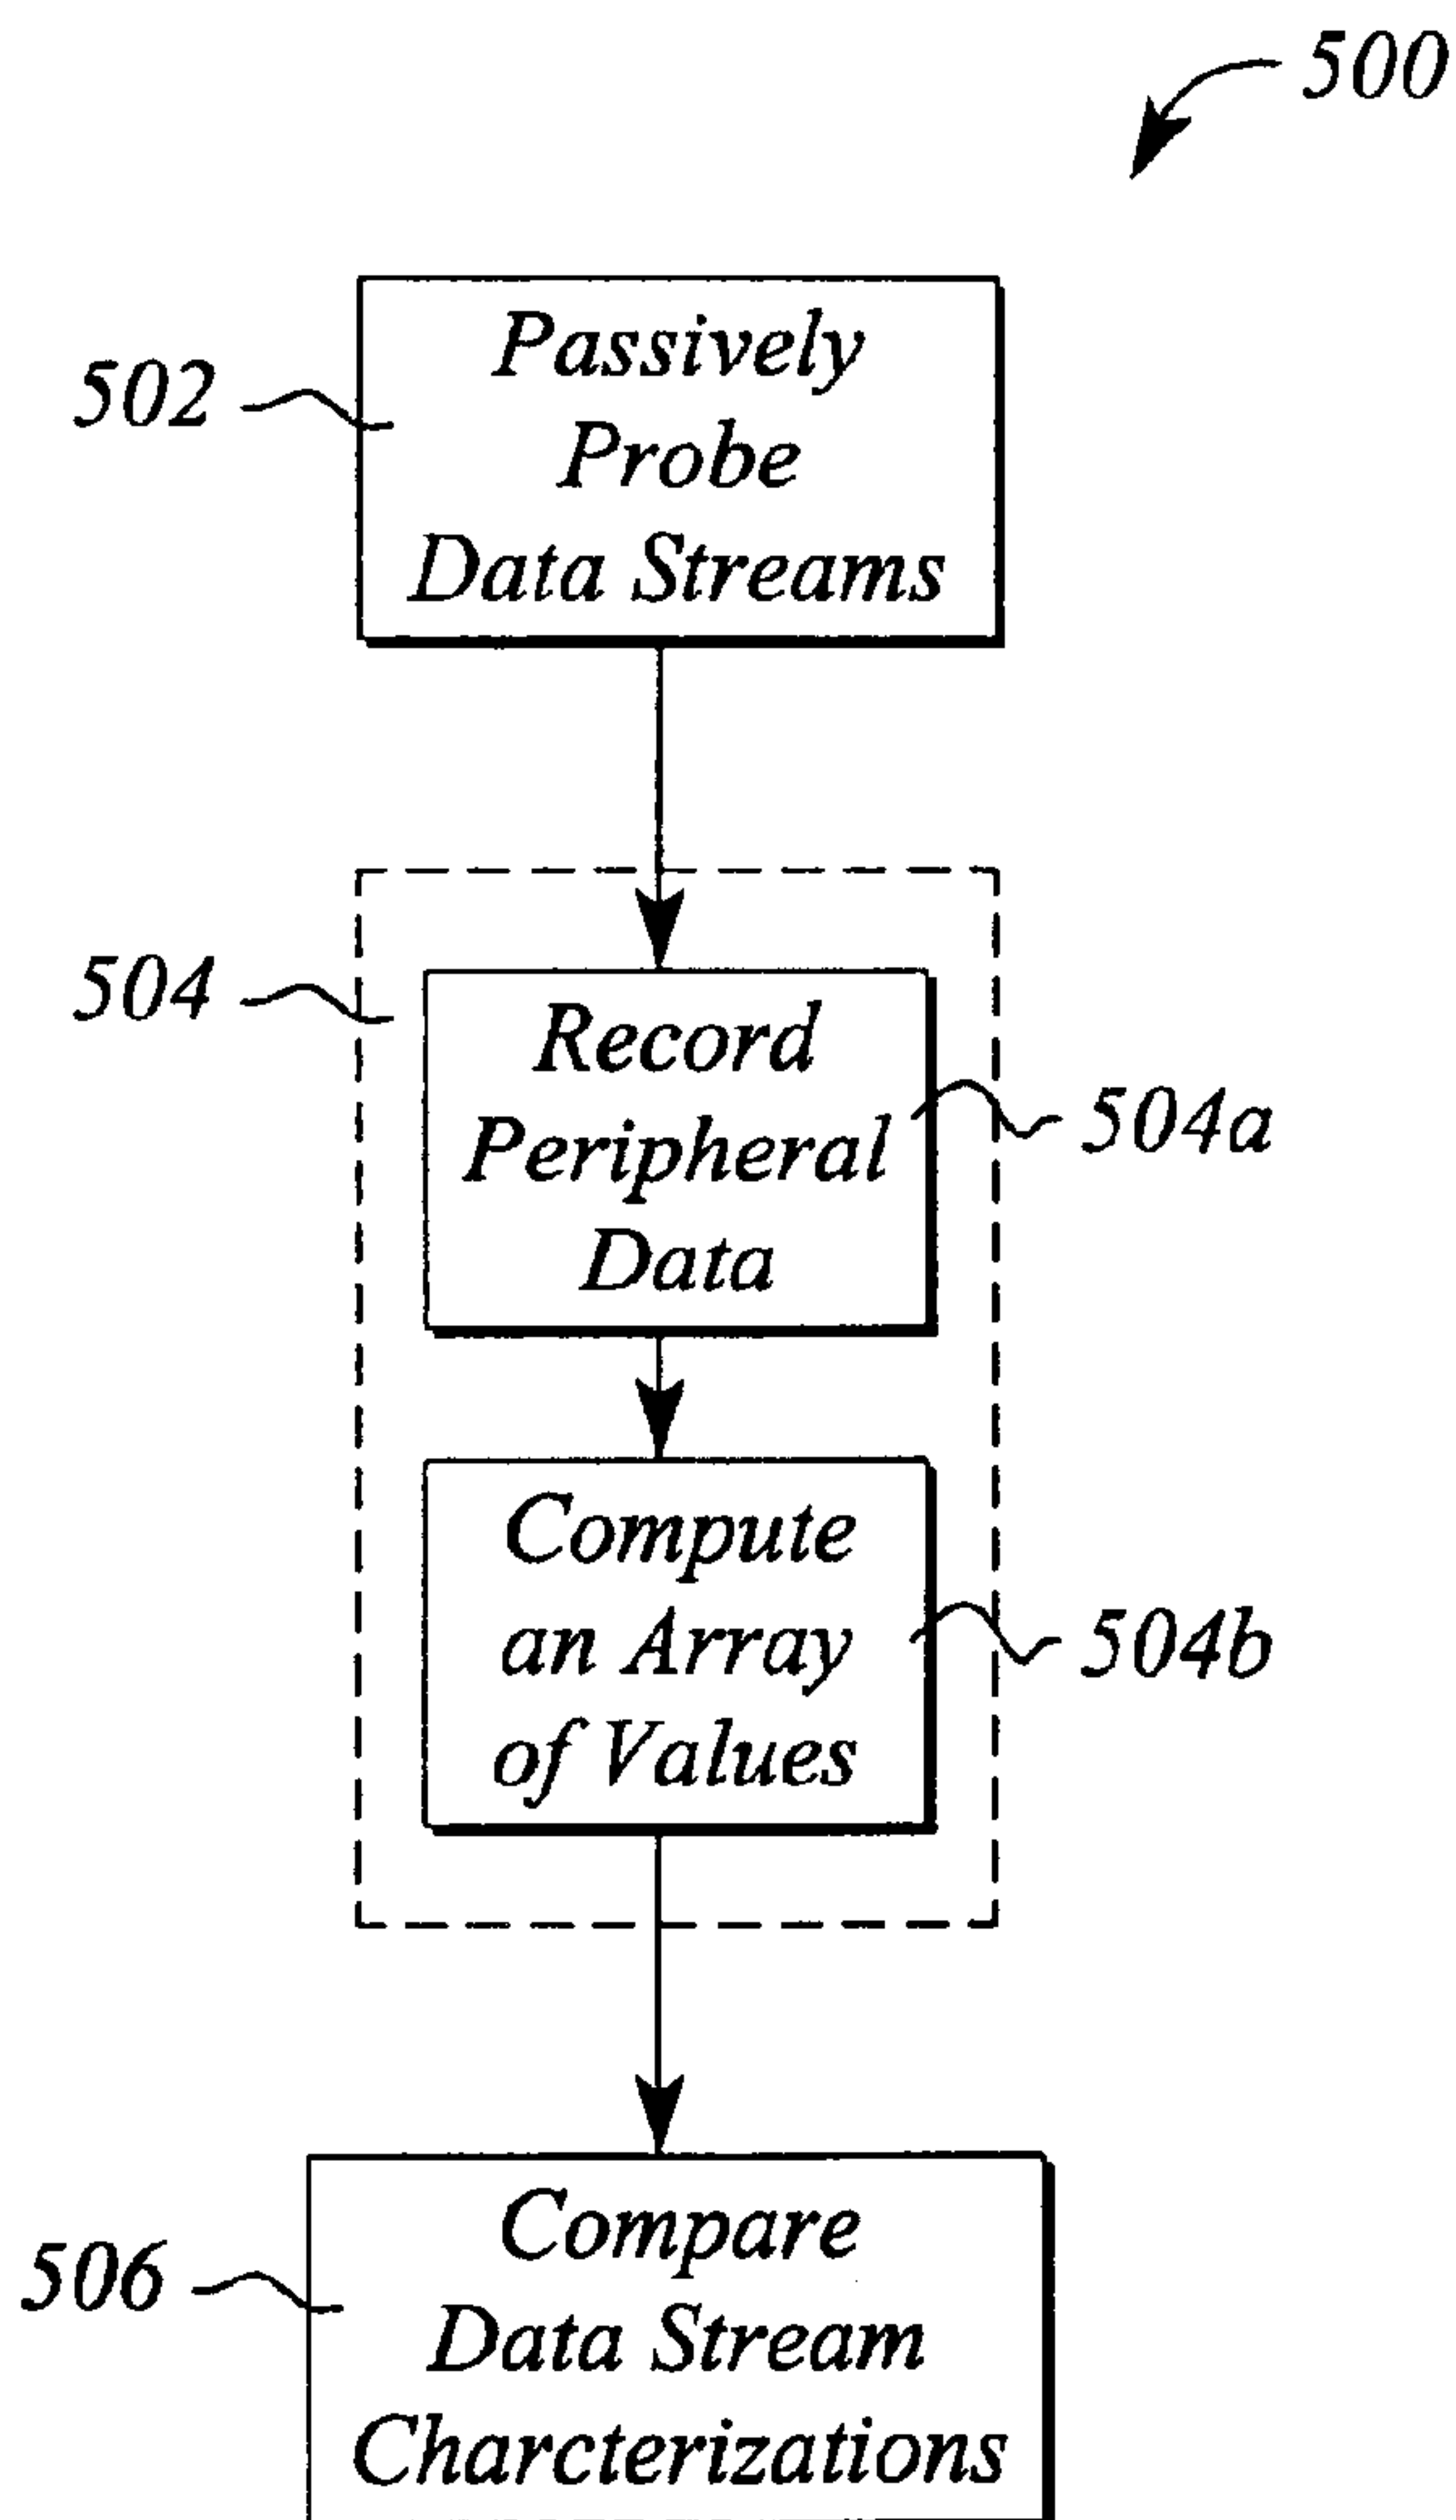 500
502
Passively
Probe
Data Streams
504
Record
Peripheral
Data
504a
Compute
an Array
of Values
504b
506
Compare
Data Stream
Charcterizations